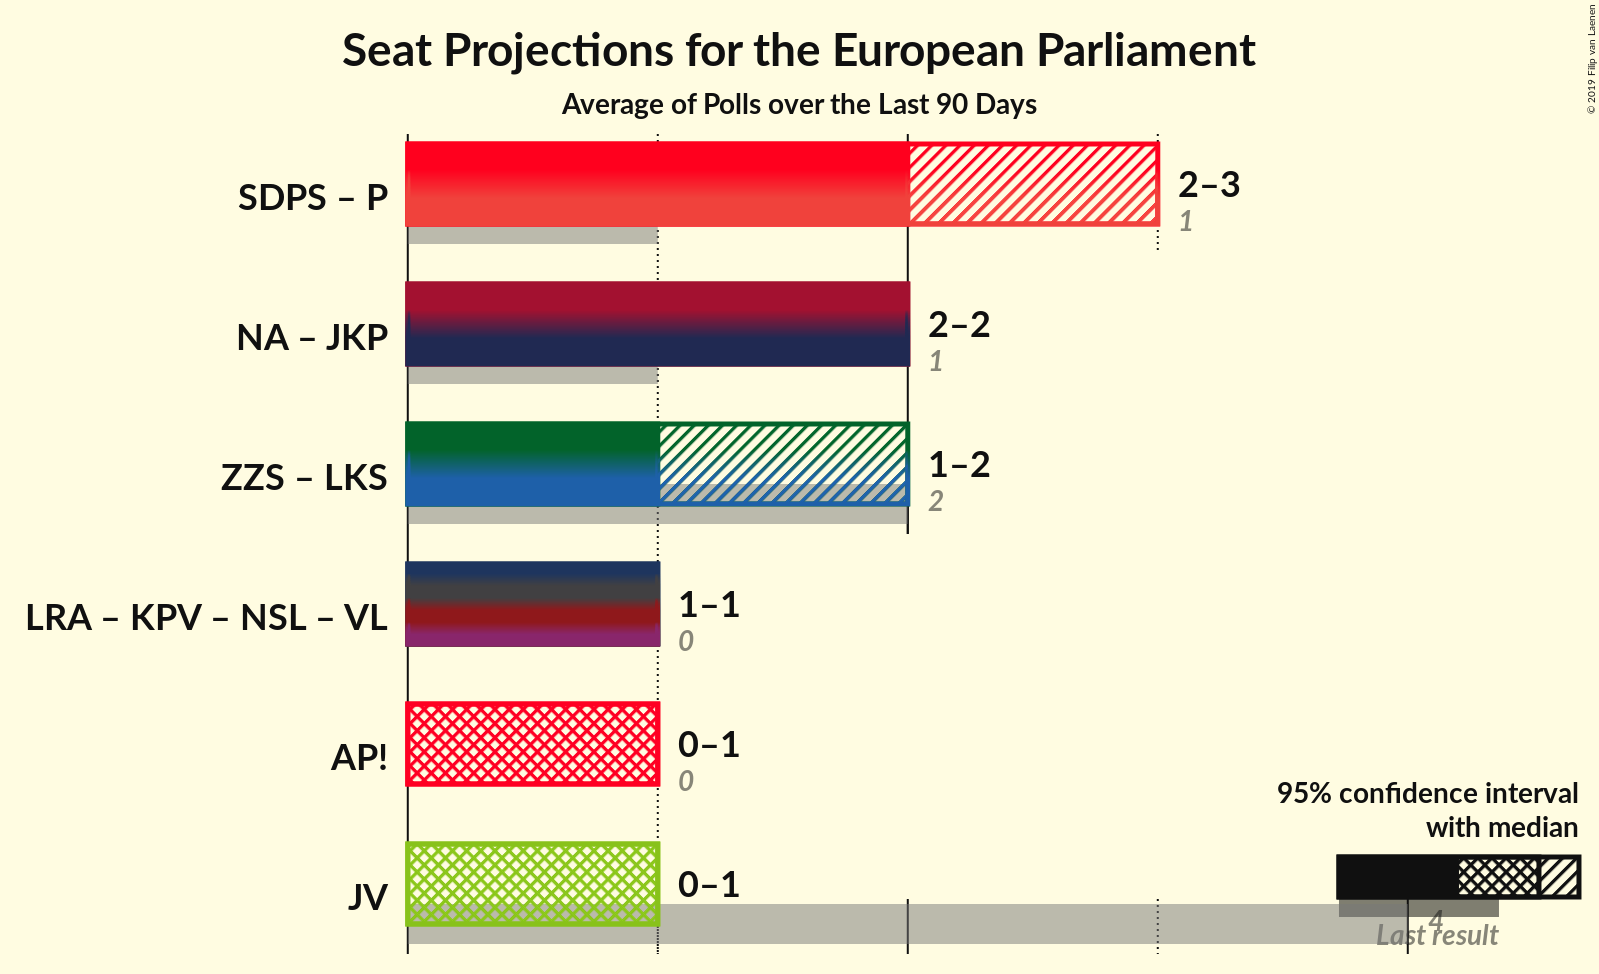 Seat Projections for the European Parliament
Average of Polls over the Last 90 Days
© 2019 Filip van Laenen
SDPS – P
2–3
1
NA – JKP
2–2
1
ZZS – LKS
1–2
2
LRA – KPV – NSL – VL
1–1
0
AP!
0–1
0
JV
0–1
4
95% confidence interval
with median
Last result